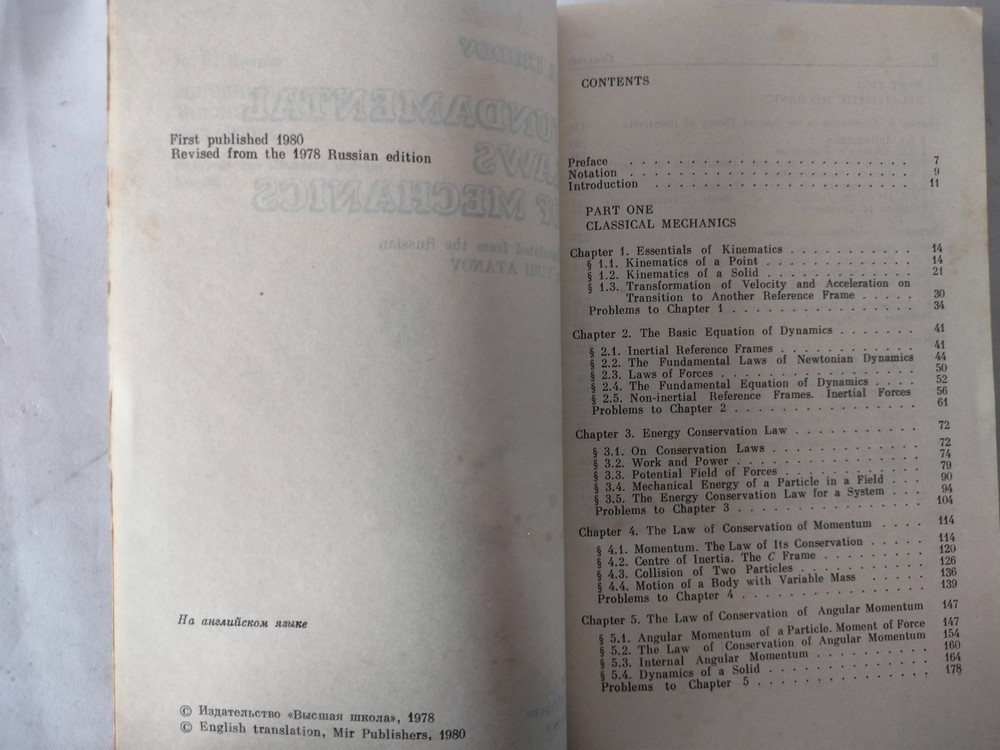 First published 1980
Revised from the 1978 Russian edition
На английском языке
© Издательство «Высшая школа», 1978
© English translation, Mir Publishers, 1980
CONTENTS
Preface . . . . . . . . . . . . . . . . . . . . . . 7
Notation . . . . . . . . . . . . . . . . . . . . . . 9
Introduction . . . . . . . . . . . . . . . . . . . . 11
PART ONE
CLASSICAL MECHANICS
Chapter 1. Essentials of Kinematics . . . . . . . . . . 14
§ 1.1. Kinematics of a Point . . . . . . . . . . . . 14
§ 1.2. Kinematics of a Solid . . . . . . . . . . . . 21
§ 1.3. Transformation of Velocity and Acceleration on
Transition to Another Reference Frame . . . . . 30
Problems to Chapter 1 . . . . . . . . . . . . . . 34
Chapter 2. The Basic Equation of Dynamics . . . . . . . 41
§ 2.1. Inertial Reference Frames . . . . . . . . . . . 41
§ 2.2. The Fundamental Laws of Newtonian Dynamics 44
§ 2.3. Laws of Forces . . . . . . . . . . . . . . . 50
§ 2.4. The Fundamental Equation of Dynamics . . . . 52
§ 2.5. Non-inertial Reference Frames. Inertial Forces 56
Problems to Chapter 2 . . . . . . . . . . . . . . 61
Chapter 3. Energy Conservation Law . . . . . . . . . . 72
§ 3.1. On Conservation Laws . . . . . . . . . . . . 72
§ 3.2. Work and Power . . . . . . . . . . . . . . 74
§ 3.3. Potential Field of Forces . . . . . . . . . . . 79
§ 3.4. Mechanical Energy of a Particle in a Field . . . 90
§ 3.5. The Energy Conservation Law for a System . . . 94
Problems to Chapter 3 . . . . . . . . . . . . . . 104
Chapter 4. The Law of Conservation of Momentum . . . . 114
§ 4.1. Momentum. The Law of Its Conservation . . . . . 114
§ 4.2. Centre of Inertia. The C Frame . . . . . . . . 120
§ 4.3. Collision of Two Particles . . . . . . . . . . . 126
§ 4.4. Motion of a Body with Variable Mass . . . . . 136
Problems to Chapter 4 . . . . . . . . . . . . . . 139
Chapter 5. The Law of Conservation of Angular Momentum 147
§ 5.1. Angular Momentum of a Particle. Moment of Force 147
§ 5.2. The Law of Conservation of Angular Momentum 154
§ 5.3. Internal Angular Momentum . . . . . . . . . 160
§ 5.4. Dynamics of a Solid . . . . . . . . . . . . . 164
Problems to Chapter 5 . . . . . . . . . . . . . . 178